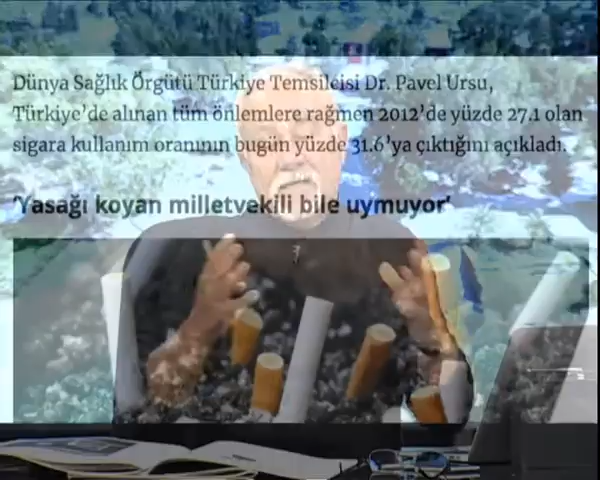 Dünya Sağlık Örgütü Türkiye Temsilcisi Dr. Pavel Ursu,
Türkiye'de alınan tüm önlemlere rağmen 2012'de yüzde 27.1 olan
sigara kullanım oranının bugün yüzde 31.6'ya çıktığını açıkladı.
'Yasağı koyan milletvekili bile uymuyor'